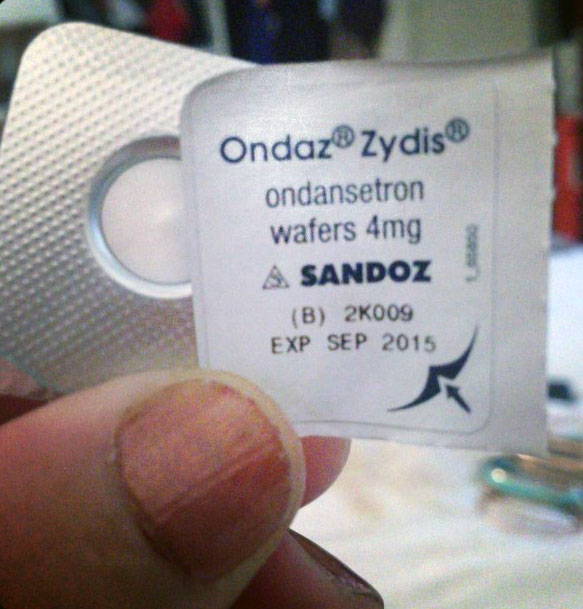 Ondaz® Zydis®
ondansetron
wafers 4mg
SANDOZ
(B) 2K009
EXP SEP 2015